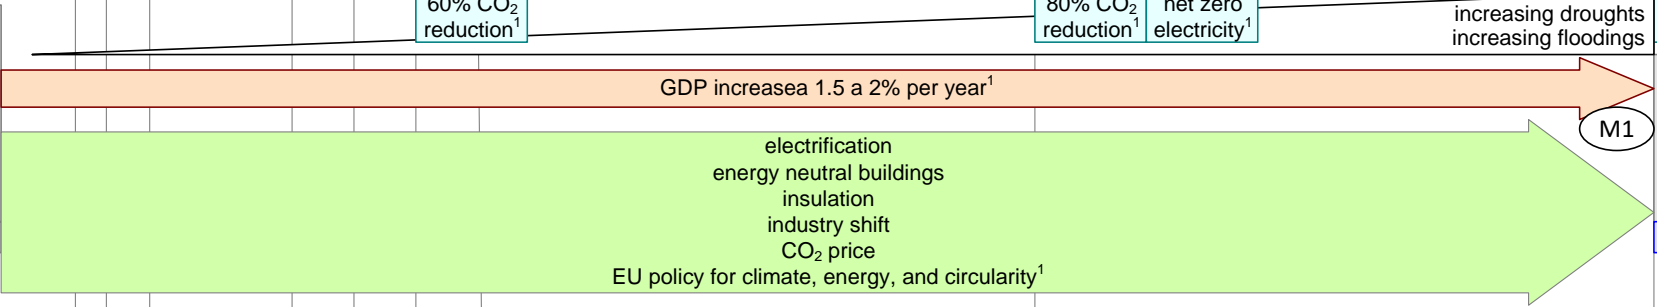 60% CO₂
reduction¹
80% CO₂
reduction¹
net zero
electricity¹
increasing droughts
increasing floodings
GDP increasea 1.5 a 2% per year¹
M1
electrification
energy neutral buildings
insulation
industry shift
CO₂ price
EU policy for climate, energy, and circularity¹